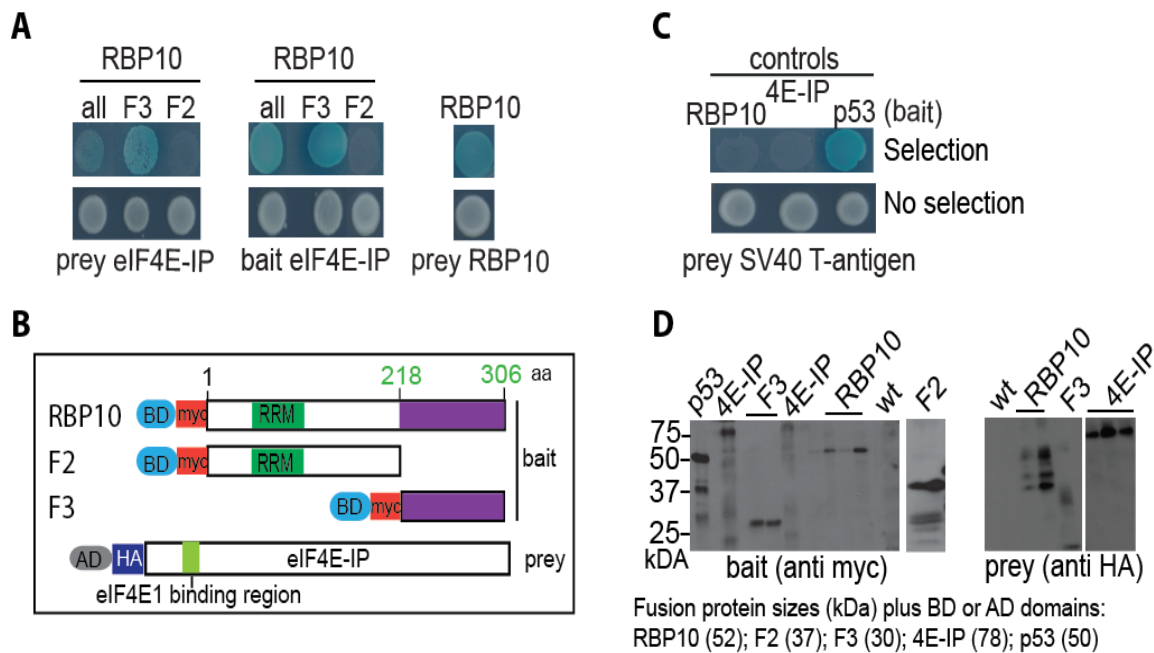 A
RBP10
RBP10
all F3 F2
all F3 F2
RBP10
prey eIF4E-IP
bait eIF4E-IP
prey RBP10
C
controls
4E-IP
RBP10
p53 (bait)
Selection
No selection
prey SV40 T-antigen
B
1
218
306 aa
RBP10
BD
myc
RRM
F2
BD
myc
RRM
bait
F3
BD
myc
AD
HA
eIF4E-IP
prey
eIF4E1 binding region
D
p53
4E-IP
F3
4E-IP
RBP10
wt
F2
wt
RBP10
F3
4E-IP
75-
50-
37-
25-
kDA
bait (anti myc)
prey (anti HA)
Fusion protein sizes (kDa) plus BD or AD domains:
RBP10 (52); F2 (37); F3 (30); 4E-IP (78); p53 (50)